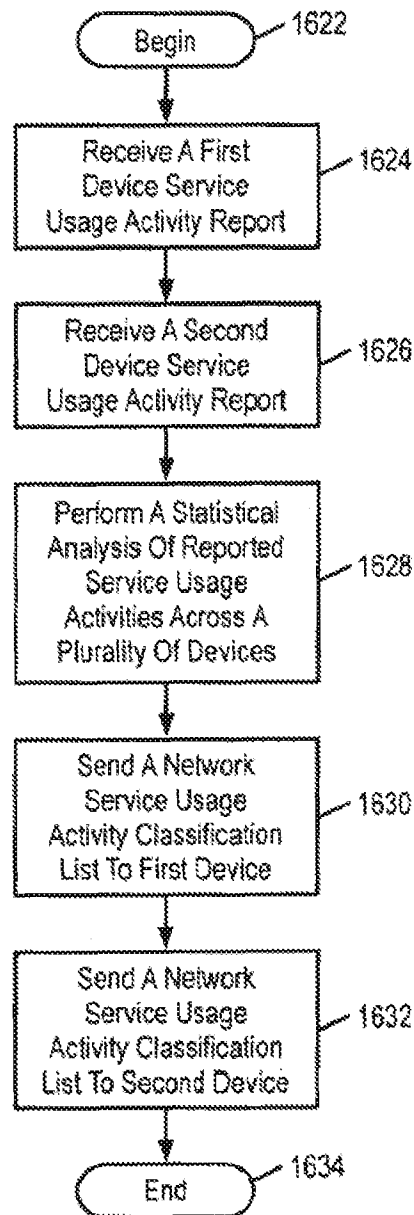 Begin
1622
Receive A First
Device Service
Usage Activity Report
1624
Receive A Second
Device Service
Usage Activity Report
1626
Perform A Statistical
Analysis Of Reported
Service Usage
Activities Across A
Plurality Of Devices
1628
Send A Network
Service Usage
Activity Classification
List To First Device
1630
Send A Network
Service Usage
Activity Classification
List To Second Device
1632
End
1634